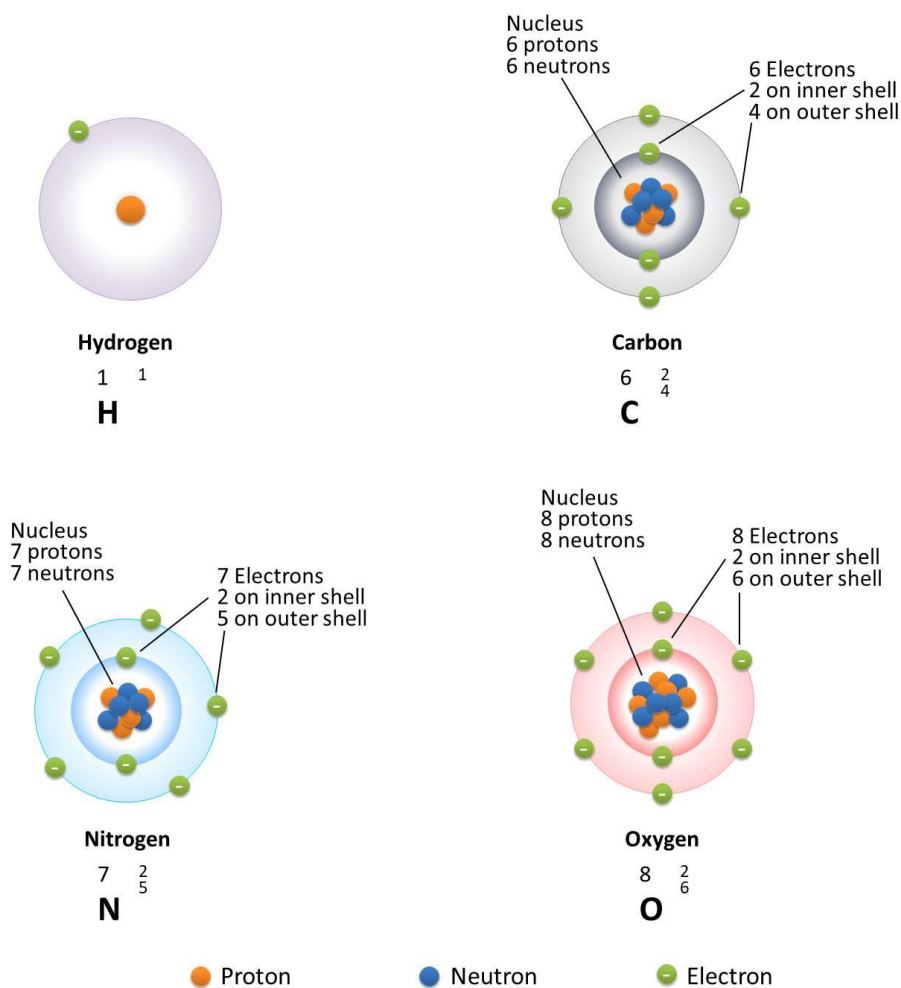 Nucleus
6 protons
6 neutrons
6 Electrons
2 on inner shell
4 on outer shell
Hydrogen
1 1
H
Carbon
6 2
4
C
Nucleus
7 protons
7 neutrons
7 Electrons
2 on inner shell
5 on outer shell
Nucleus
8 protons
8 neutrons
8 Electrons
2 on inner shell
6 on outer shell
Nitrogen
7 2
5
N
Oxygen
8 2
6
O
Proton
Neutron
Electron